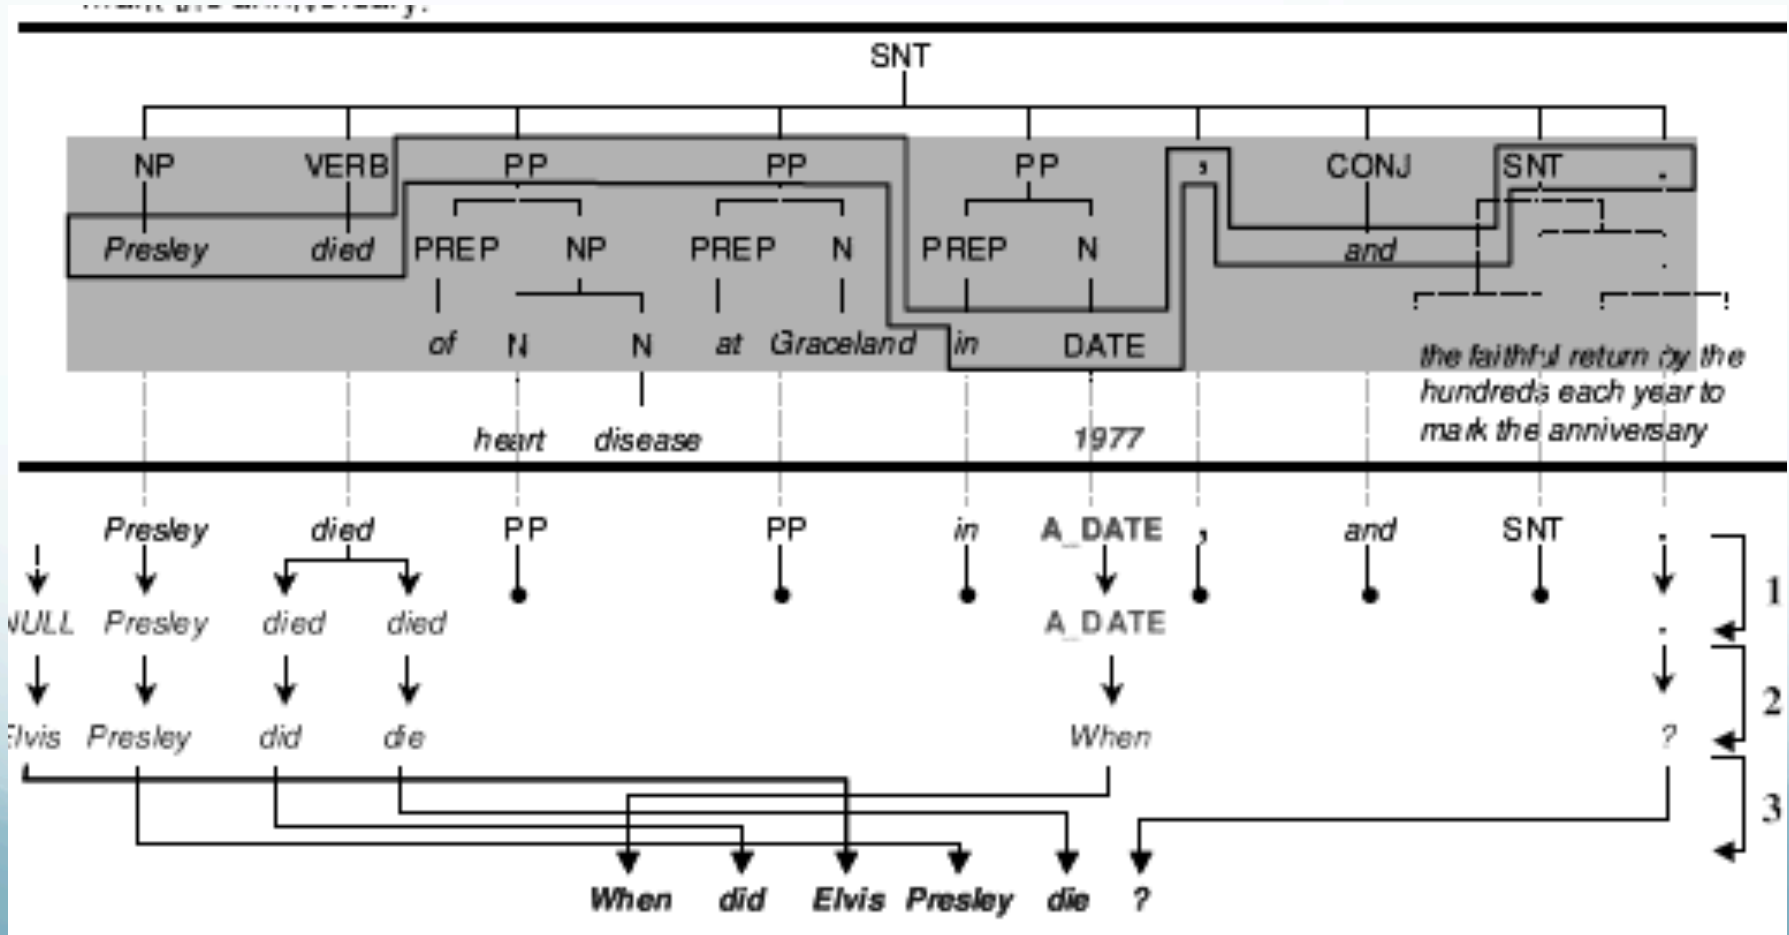 SNT
NP VERB PP PP PP , CONJ SNT .
Presley died PREP NP PREP N PREP N and
of N N at Graceland in DATE
the faithful return by the
hundreds each year to
mark the anniversary
heart disease 1977
Presley died PP PP in A_DATE , and SNT .
1
NULL Presley died died A_DATE .
2
Elvis Presley did die When ?
3
When did Elvis Presley die ?